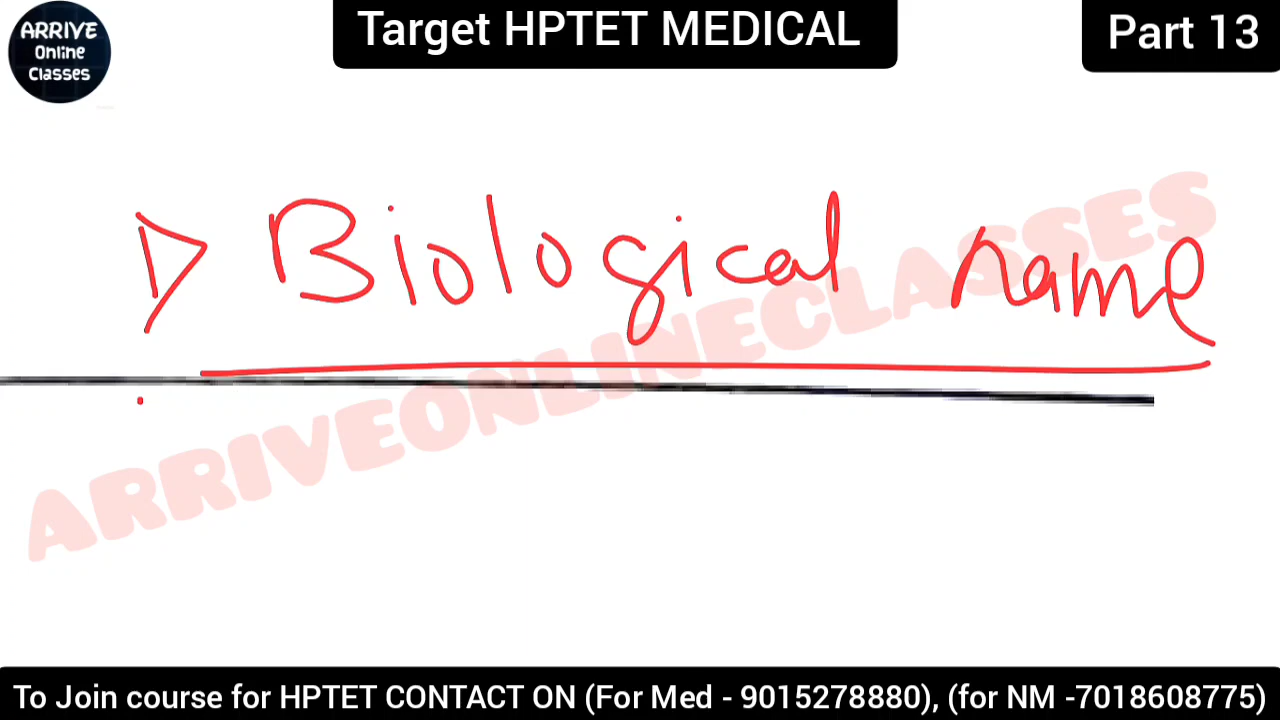 ARRIVE
Online
Classes
Target HPTET MEDICAL
Part 13
Biological name
ARRIVEONLINECLASSES
To Join course for HPTET CONTACT ON (For Med - 9015278880), (for NM -7018608775)